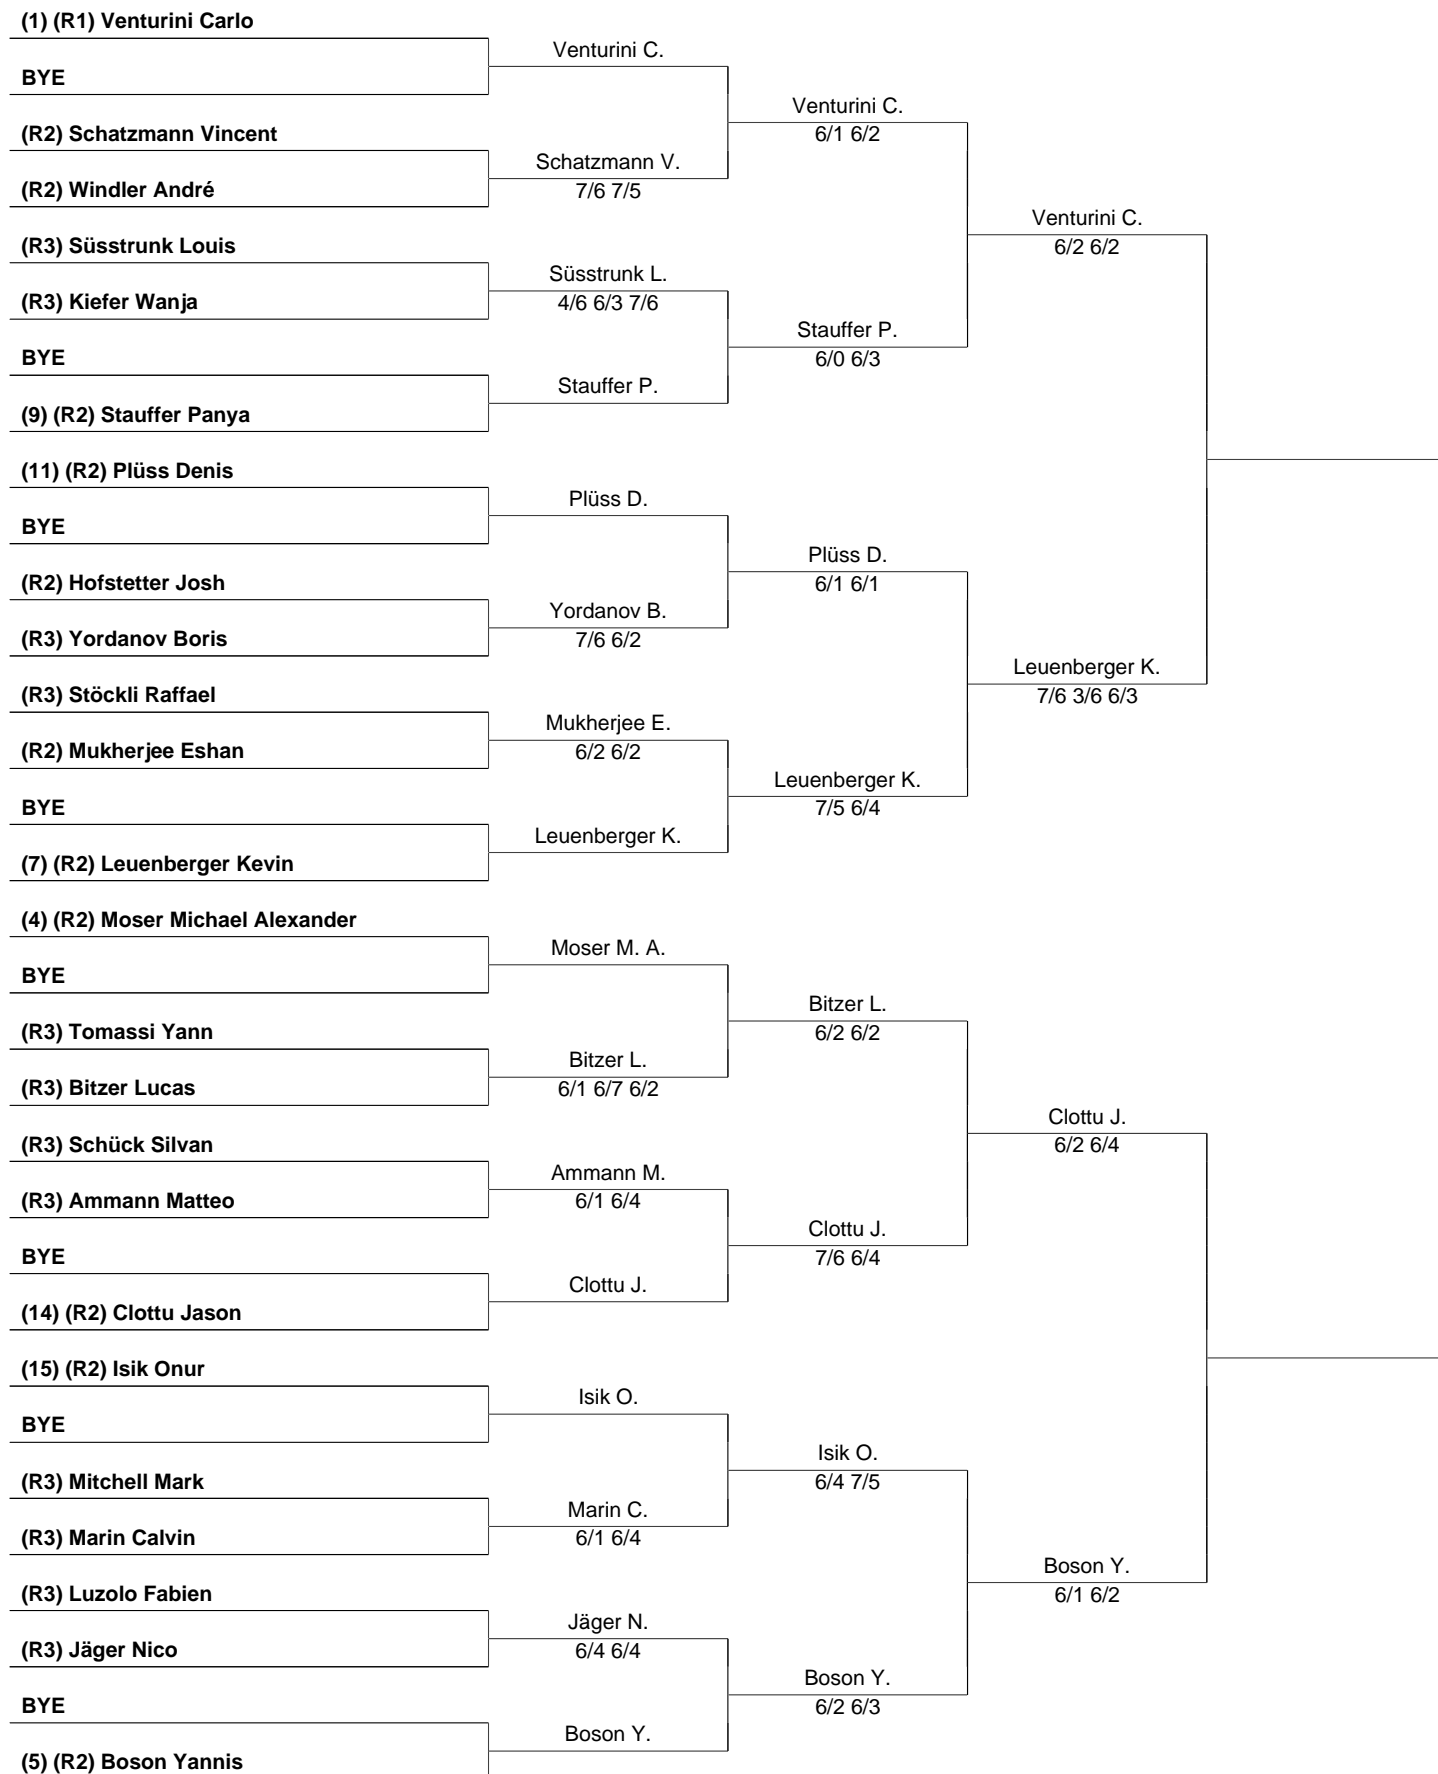 (1) (R1) Venturini Carlo
Venturini C.
BYE
Venturini C.
6/1 6/2
(R2) Schatzmann Vincent
Schatzmann V.
7/6 7/5
(R2) Windler André
Venturini C.
6/2 6/2
(R3) Süsstrunk Louis
Süsstrunk L.
4/6 6/3 7/6
(R3) Kiefer Wanja
Stauffer P.
6/0 6/3
BYE
Stauffer P.
(9) (R2) Stauffer Panya
(11) (R2) Plüss Denis
Plüss D.
BYE
Plüss D.
6/1 6/1
(R2) Hofstetter Josh
Yordanov B.
7/6 6/2
(R3) Yordanov Boris
Leuenberger K.
7/6 3/6 6/3
(R3) Stöckli Raffael
Mukherjee E.
6/2 6/2
(R2) Mukherjee Eshan
Leuenberger K.
7/5 6/4
BYE
Leuenberger K.
(7) (R2) Leuenberger Kevin
(4) (R2) Moser Michael Alexander
Moser M. A.
BYE
Bitzer L.
6/2 6/2
(R3) Tomassi Yann
Bitzer L.
6/1 6/7 6/2
(R3) Bitzer Lucas
Clottu J.
6/2 6/4
(R3) Schück Silvan
Ammann M.
6/1 6/4
(R3) Ammann Matteo
Clottu J.
7/6 6/4
BYE
Clottu J.
(14) (R2) Clottu Jason
(15) (R2) Isik Onur
Isik O.
BYE
Isik O.
6/4 7/5
(R3) Mitchell Mark
Marin C.
6/1 6/4
(R3) Marin Calvin
Boson Y.
6/1 6/2
(R3) Luzolo Fabien
Jäger N.
6/4 6/4
(R3) Jäger Nico
Boson Y.
6/2 6/3
BYE
Boson Y.
(5) (R2) Boson Yannis